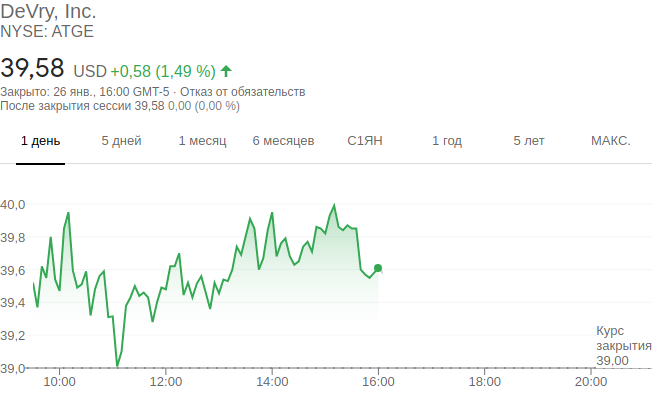 DeVry, Inc.
NYSE: ATGE
39,58 USD +0,58 (1,49 %)
Закрыто: 26 янв., 16:00 GMT-5 · Отказ от обязательств
После закрытия сессии 39,58 0,00 (0,00 %)
1 день 5 дней 1 месяц 6 месяцев С1ЯН 1 год 5 лет МАКС.
40,0
39,8
39,6
39,4
39,2
39,0
Курс
закрытия
39,00
10:00 12:00 14:00 16:00 18:00 20:00